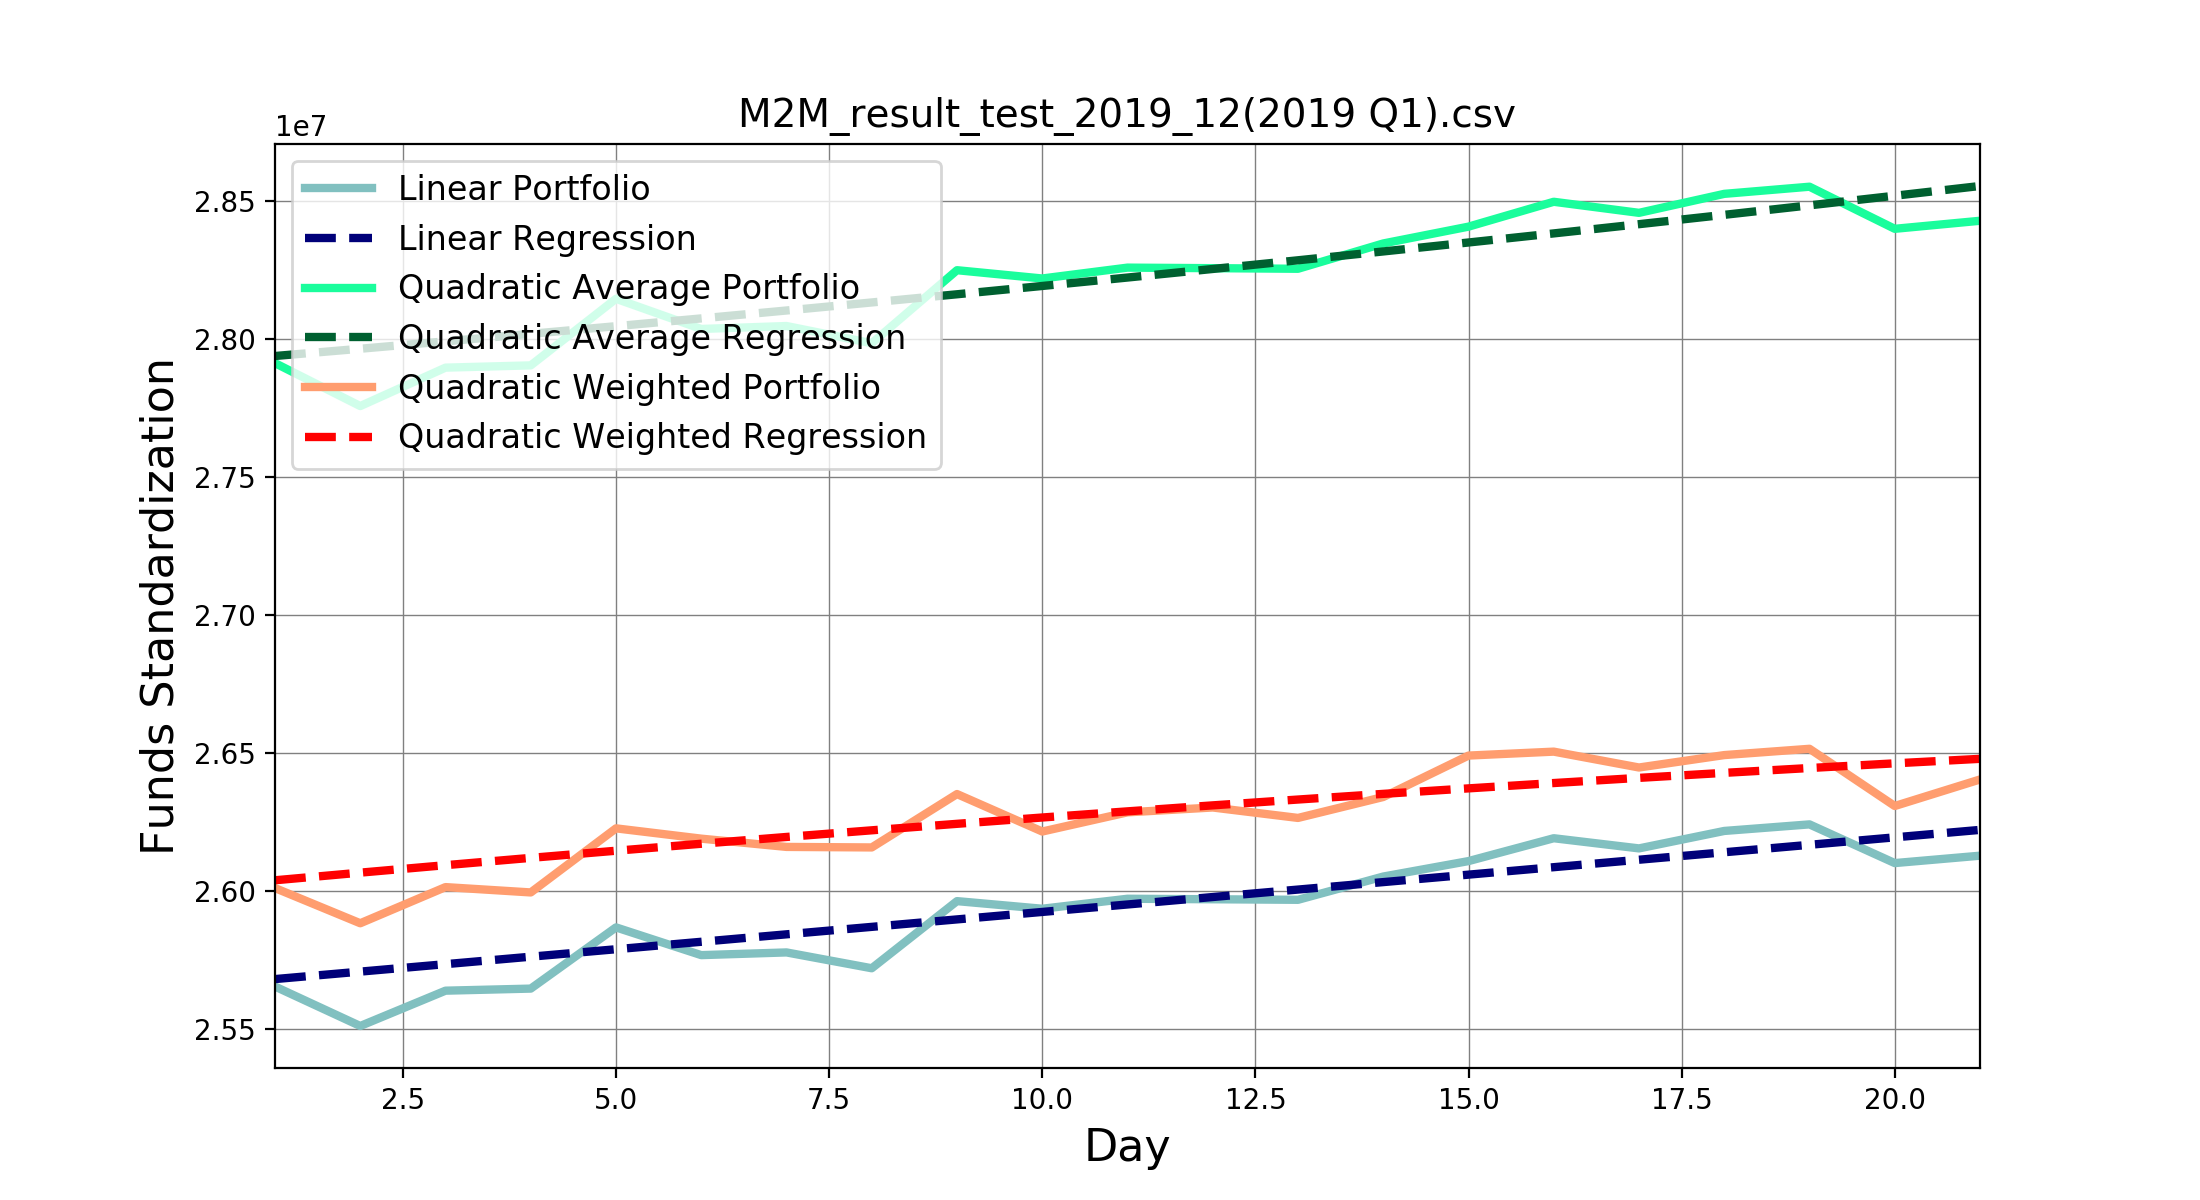 M2M_result_test_2019_12(2019 Q1).csv
1e7
Linear Portfolio
Linear Regression
Quadratic Average Portfolio
Quadratic Average Regression
Quadratic Weighted Portfolio
Quadratic Weighted Regression
2.85
2.80
2.75
2.70
2.65
2.60
2.55
Funds Standardization
2.5 5.0 7.5 10.0 12.5 15.0 17.5 20.0
Day